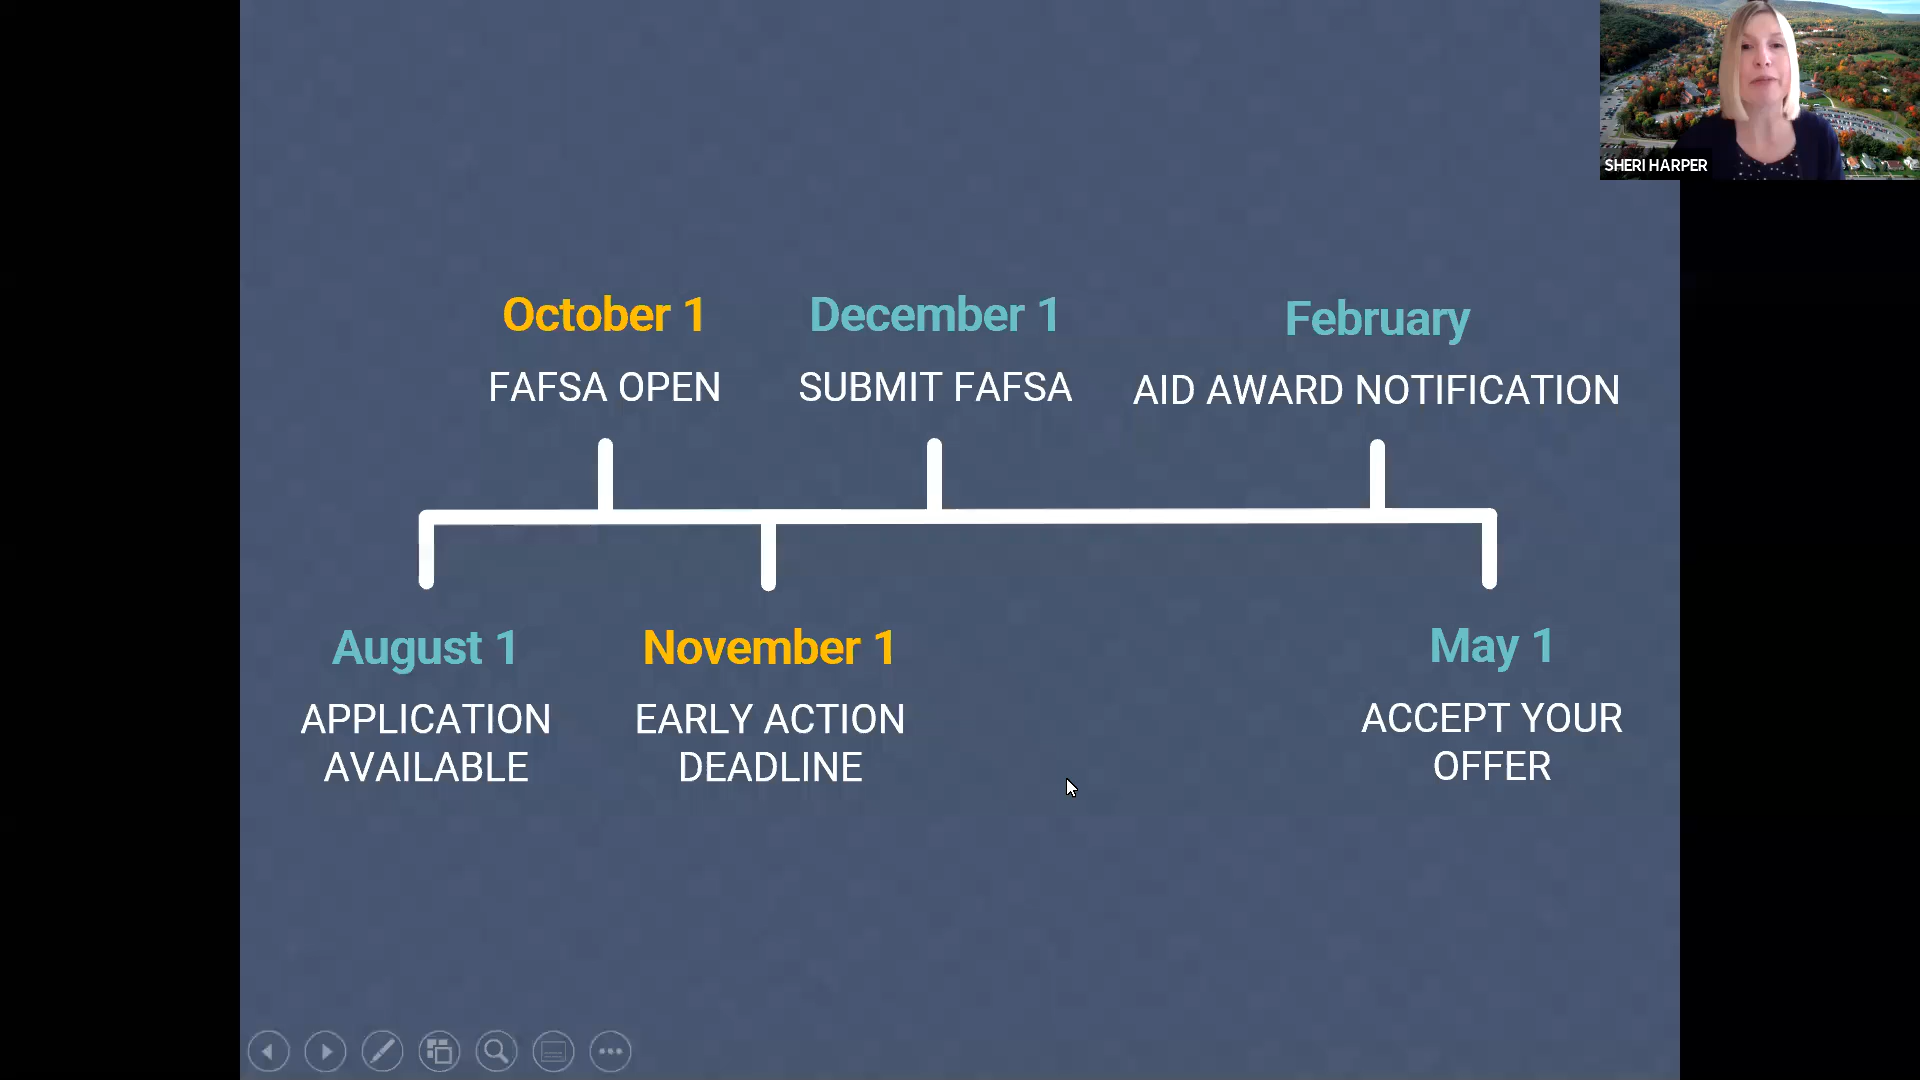 SHERI HARPER
October 1
FAFSA OPEN
December 1
SUBMIT FAFSA
February
AID AWARD NOTIFICATION
August 1
APPLICATION
AVAILABLE
November 1
EARLY ACTION
DEADLINE
May 1
ACCEPT YOUR
OFFER